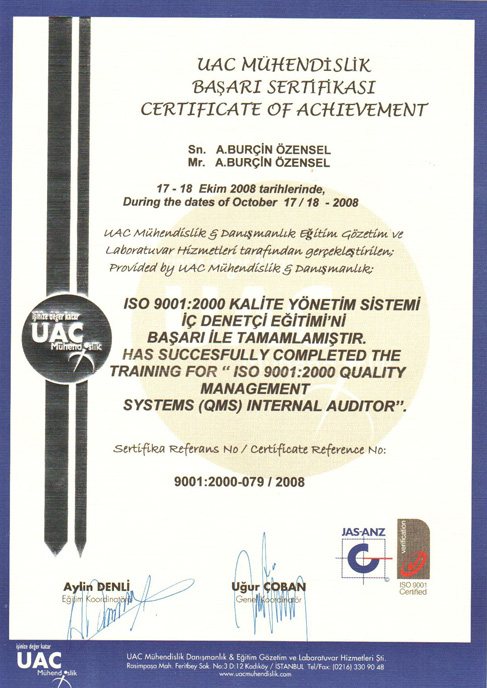 UAC MÜHENDİSLİK
BAŞARI SERTİFİKASI
CERTIFICATE OF ACHIEVEMENT
Sn. A.BURÇİN ÖZENSEL
Mr. A.BURÇİN ÖZENSEL
17 - 18 Ekim 2008 tarihlerinde,
During the dates of October 17 / 18 - 2008
UAC Mühendislik & Danışmanlık Eğitim Gözetim ve
Laboratuvar Hizmetleri tarafından gerçekleştirilen;
Provided by UAC Mühendislik & Danışmanlık;
ISO 9001:2000 KALİTE YÖNETİM SİSTEMİ
İÇ DENETÇİ EĞİTİMİ'Nİ
BAŞARI İLE TAMAMLAMIŞTIR.
HAS SUCCESFULLY COMPLETED THE
TRAINING FOR “ ISO 9001:2000 QUALITY
MANAGEMENT
SYSTEMS (QMS) INTERNAL AUDITOR”.
işinize değer katar
UAC
Mühendislik
Sertifika Referans No / Certificate Reference No:
9001:2000-079 / 2008
JAS-ANZ
verification
ISO 9001
Certified
Aylin DENLİ
Eğitim Koordinatörü
Uğur ÇOBAN
Genel Koordinatör
işinize değer katar
UAC
Mühendislik
UAC Mühendislik Danışmanlık & Eğitim Gözetim ve Labaratuvar Hizmetleri Şti.
Rasimpaşa Mah. Feritbey Sok. No:3 D:12 Kadıköy / İSTANBUL Tel/Fax: (0216) 330 90 48
www.uacmuhendislik.com